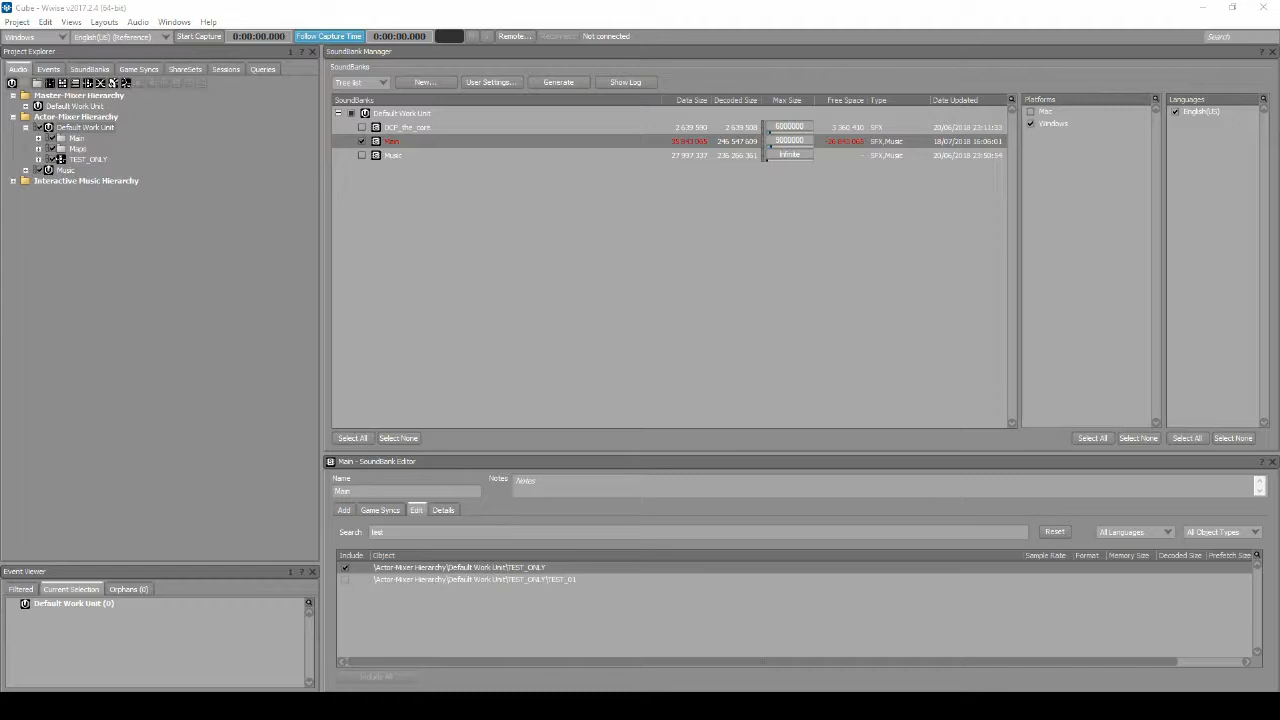 Cube - Wwise v2017.2.4 (64-bit)
Project Edit Views Layouts Audio Windows Help
Windows English(US) (Reference) Start Capture 0:00:00.000 Follow Capture Time 0:00:00.000 Remote... Reconnect Not connected Search
Project Explorer
Audio Events SoundBanks Game Syncs ShareSets Sessions Queries
Master-Mixer Hierarchy
Default Work Unit
Actor-Mixer Hierarchy
Default Work Unit
Main
Maps
TEST_ONLY
Music
Interactive Music Hierarchy
SoundBank Manager
SoundBanks
Tree list New... User Settings... Generate Show Log
SoundBanks Data Size Decoded Size Max Size Free Space Type Date Updated
Default Work Unit
DCP_the_core 2 639 590 2 639 508 6000000 3 360 410 SFX 20/06/2018 23:11:33
Main 35 843 065 246 547 609 9000000 -26 843 065 SFX,Music 18/07/2018 16:06:01
Music 27 997 337 236 266 361 Infinite - SFX,Music 20/06/2018 23:50:54
Select All Select None
Platforms
Mac
Windows
Select All Select None
Languages
English(US)
Select All Select None
Main - SoundBank Editor
Name Notes Notes
Main
Add Game Syncs Edit Details
Search test Reset All Languages All Object Types
Include Object Sample Rate Format Memory Size Decoded Size Prefetch Size
\Actor-Mixer Hierarchy\Default Work Unit\TEST_ONLY
\Actor-Mixer Hierarchy\Default Work Unit\TEST_ONLY\TEST_01
Include All
Event Viewer
Filtered Current Selection Orphans (0)
Default Work Unit (0)